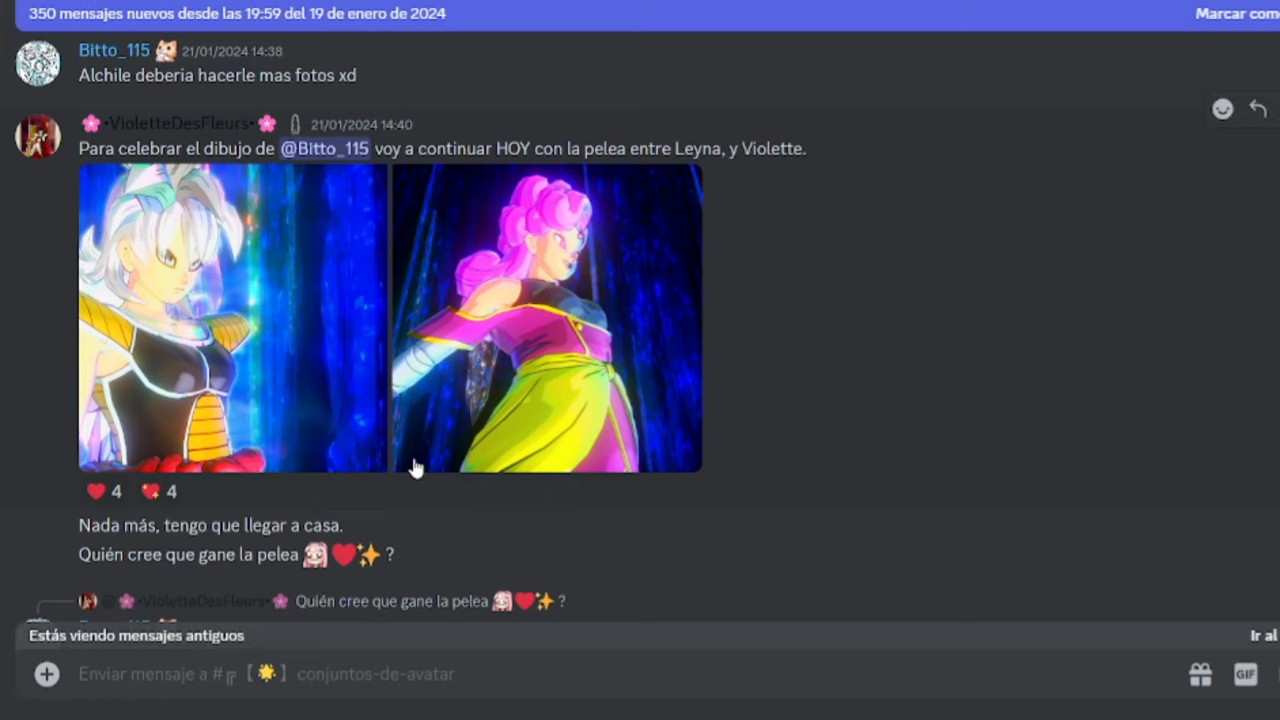 350 mensajes nuevos desde las 19:59 del 19 de enero de 2024 Marcar com
Bitto_115 21/01/2024 14:38
Alchile deberia hacerle mas fotos xd
•VioletteDesFleurs• 21/01/2024 14:40
Para celebrar el dibujo de @Bitto_115 voy a continuar HOY con la pelea entre Leyna, y Violette.
4 4
Nada más, tengo que llegar a casa.
Quién cree que gane la pelea ❤️✨ ?
@🌸•VioletteDesFleurs•🌸 Quién cree que gane la pelea ❤️✨ ?
Estás viendo mensajes antiguos Ir al
Enviar mensaje a #╔【🌟】conjuntos-de-avatar
GIF